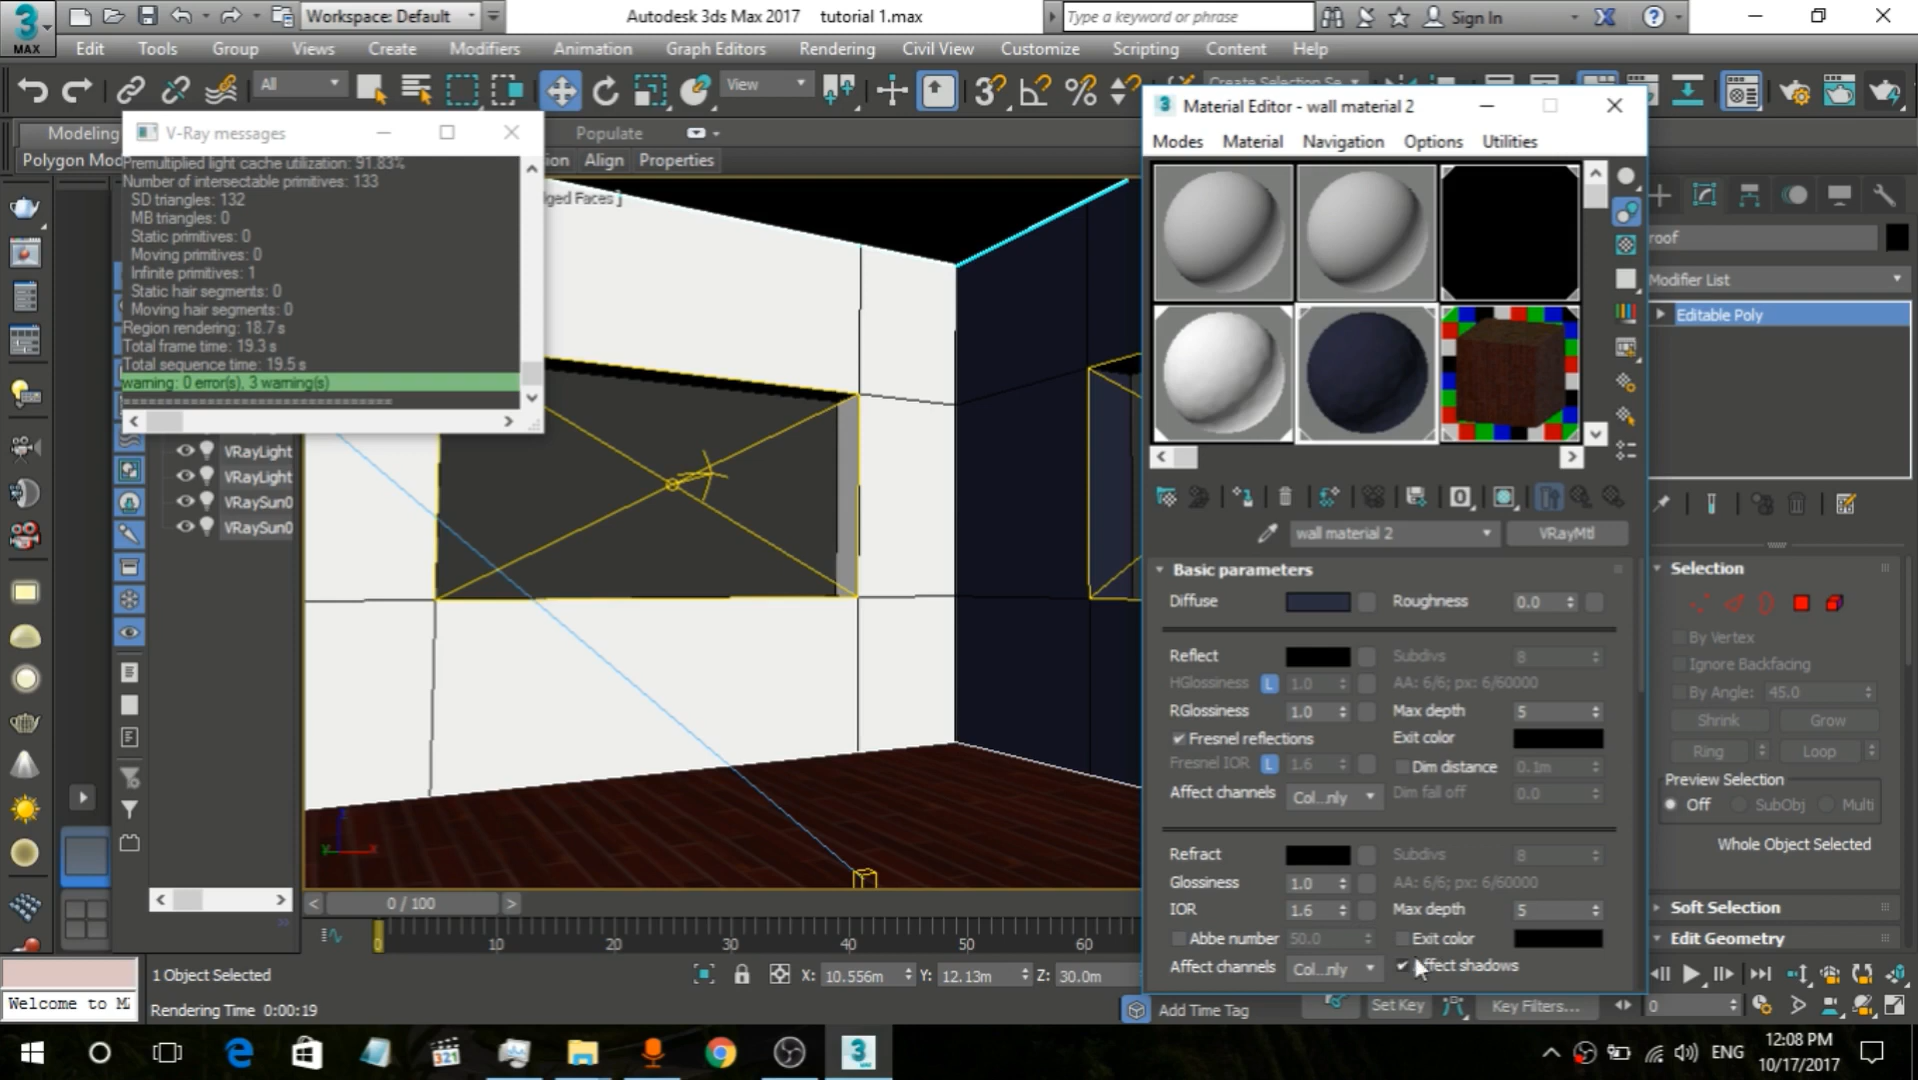 MAX
Workspace: Default
Autodesk 3ds Max 2017 tutorial 1.max
Type a keyword or phrase
Sign In
Edit Tools Group Views Create Modifiers Animation Graph Editors Rendering Civil View Customize Scripting Content Help
All
View
Create Selection Se
Modeling
Populate
Polygon Mod
ion Align Properties
V-Ray messages
Premultiplied light cache utilization: 91.83%
Number of intersectable primitives: 133
SD triangles: 132
MB triangles: 0
Static primitives: 0
Moving primitives: 0
Infinite primitives: 1
Static hair segments: 0
Moving hair segments: 0
Region rendering: 18.7 s
Total frame time: 19.3 s
Total sequence time: 19.5 s
warning: 0 error(s), 3 warning(s)
==============================
ged Faces ]
VRayLight
VRayLight
VRaySun0
VRaySun0
Material Editor - wall material 2
Modes Material Navigation Options Utilities
wall material 2
VRayMtl
Basic parameters
Diffuse
Roughness 0.0
Reflect
Subdivs 8
HGlossiness L 1.0
AA: 6/6; px: 6/60000
RGlossiness 1.0
Max depth 5
Fresnel reflections
Exit color
Fresnel IOR L 1.6
Dim distance 0.1m
Affect channels Col...nly
Dim fall off 0.0
Refract
Subdivs 8
Glossiness 1.0
AA: 6/6; px: 6/60000
IOR 1.6
Max depth 5
Abbe number 50.0
Exit color
Affect channels Col...nly
ffect shadows
roof
Modifier List
Editable Poly
Selection
By Vertex
Ignore Backfacing
By Angle: 45.0
Shrink Grow
Ring Loop
Preview Selection
Off SubObj Multi
Whole Object Selected
Soft Selection
Edit Geometry
0 / 100
0 10 20 30 40 50 60
1 Object Selected
X: 10.556m Y: 12.13m Z: 30.0m
Welcome to M
Rendering Time 0:00:19
Add Time Tag
Set Key
Key Filters...
0
321
3
ENG
12:08 PM
10/17/2017